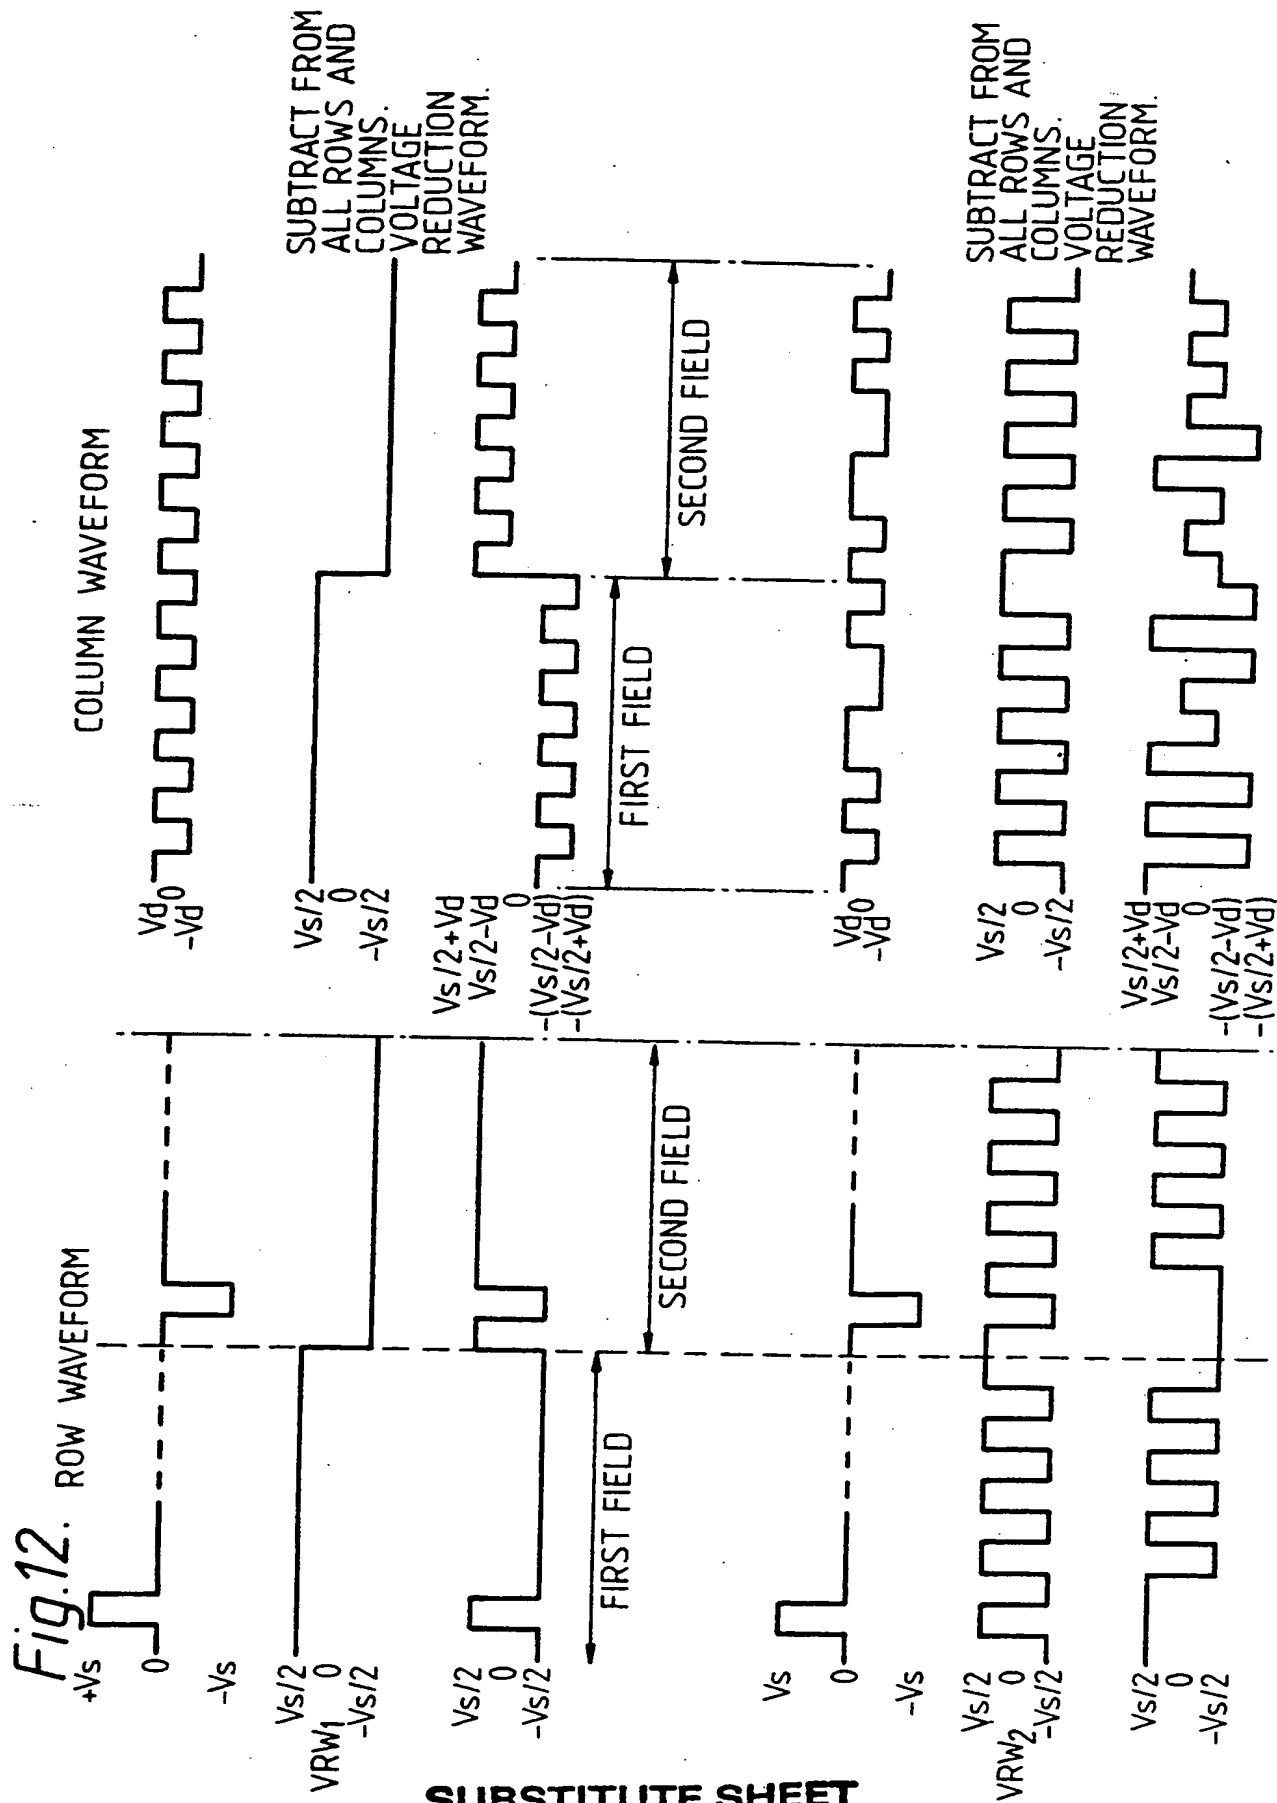 Fig.12.
ROW WAVEFORM
COLUMN WAVEFORM
+Vs
0
-Vs
Vd
0
-Vd
Vs/2
0
-Vs/2
VRW1
Vs/2
0
-Vs/2
SUBTRACT FROM
ALL ROWS AND
COLUMNS.
VOLTAGE
REDUCTION
WAVEFORM.
Vs/2
0
-Vs/2
Vs/2+Vd
Vs/2-Vd
0
-(Vs/2-Vd)
-(Vs/2+Vd)
FIRST FIELD
SECOND FIELD
FIRST FIELD
SECOND FIELD
Vs
0
-Vs
Vd
0
-Vd
Vs/2
0
-Vs/2
VRW2
Vs/2
0
-Vs/2
SUBTRACT FROM
ALL ROWS AND
COLUMNS.
VOLTAGE
REDUCTION
WAVEFORM.
Vs/2
0
-Vs/2
Vs/2+Vd
Vs/2-Vd
0
-(Vs/2-Vd)
-(Vs/2+Vd)
SUBSTITUTE SHEET